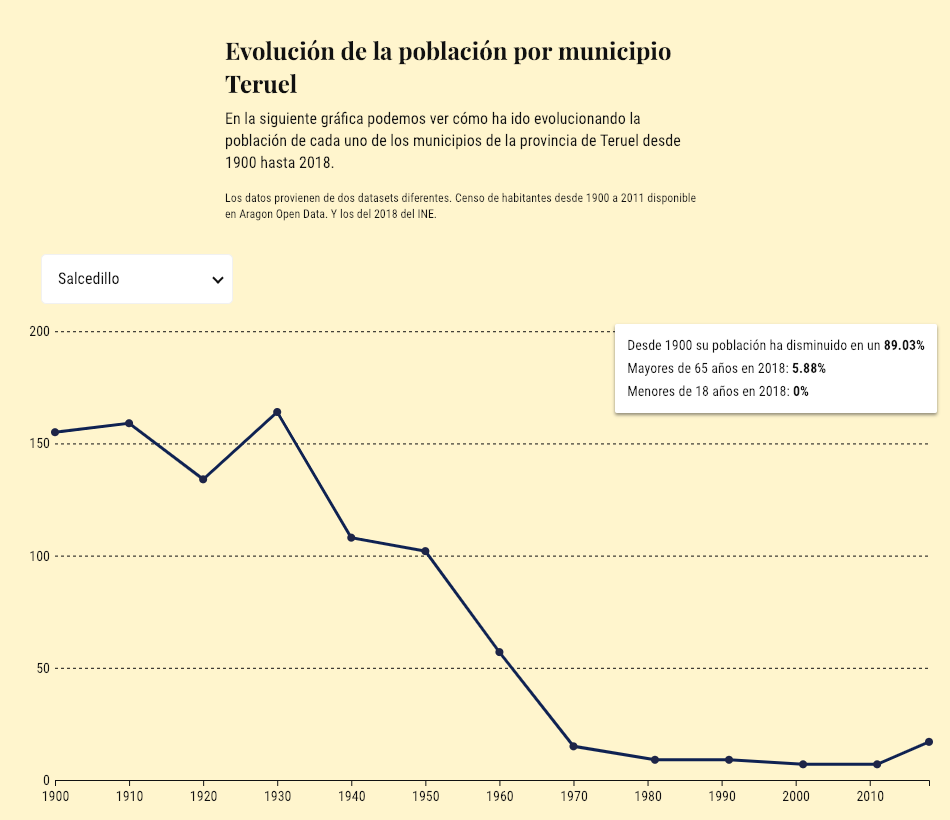 Evolución de la población por municipio
Teruel
En la siguiente gráfica podemos ver cómo ha ido evolucionando la
población de cada uno de los municipios de la provincia de Teruel desde
1900 hasta 2018.
Los datos provienen de dos datasets diferentes. Censo de habitantes desde 1900 a 2011 disponible
en Aragon Open Data. Y los del 2018 del INE.
Salcedillo
Desde 1900 su población ha disminuido en un 89.03%
Mayores de 65 años en 2018: 5.88%
Menores de 18 años en 2018: 0%
200
150
100
50
0
1900 1910 1920 1930 1940 1950 1960 1970 1980 1990 2000 2010